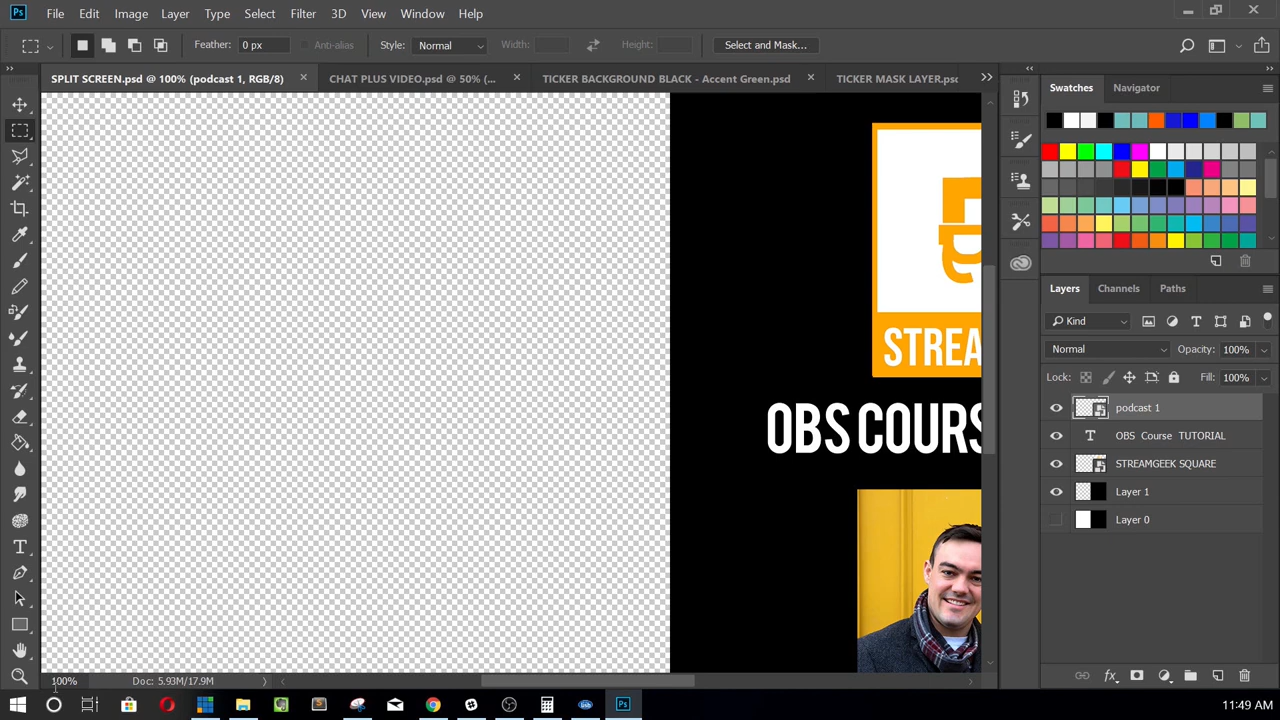 Ps File Edit Image Layer Type Select Filter 3D View Window Help
Feather: 0 px Anti-alias Style: Normal Width: Height: Select and Mask...
SPLIT SCREEN.psd @ 100% (podcast 1, RGB/8) × CHAT PLUS VIDEO.psd @ 50% (... × TICKER BACKGROUND BLACK - Accent Green.psd × TICKER MASK LAYER.psd
Swatches Navigator
Layers Channels Paths
Kind
Normal Opacity: 100%
Lock: Fill: 100%
podcast 1
T OBS Course TUTORIAL
STREAMGEEK SQUARE
Layer 1
Layer 0
STREA
OBS COURS
100% Doc: 5.93M/17.9M
fx
Ps 11:49 AM